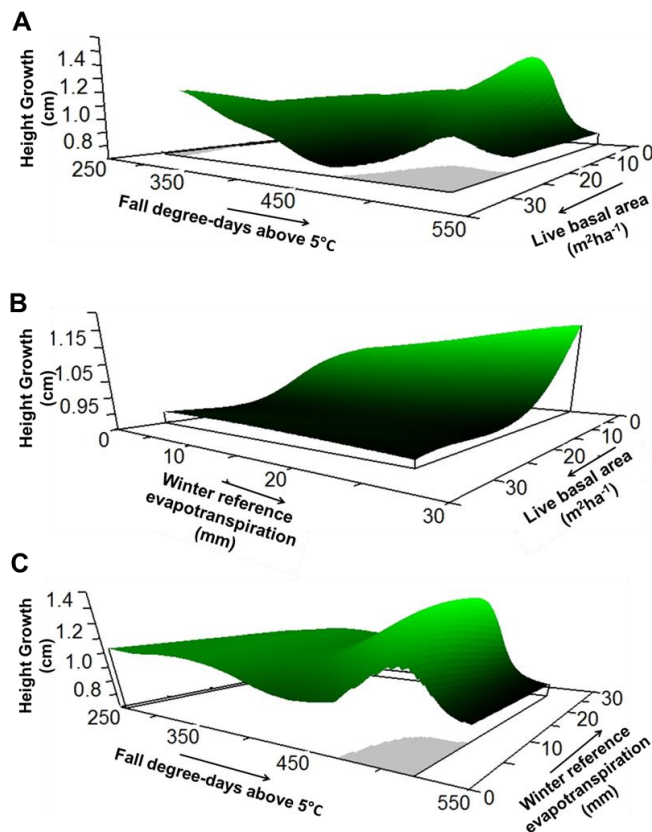 A
1.4
1.2
1.0
0.8
Height Growth
(cm)
250
350
450
550
Fall degree-days above 5°C
0
10
20
30
Live basal area
(m²ha⁻¹)
B
1.15
1.05
0.95
Height Growth
(cm)
0
10
20
30
Winter reference
evapotranspiration
(mm)
0
10
20
30
Live basal area
(m²ha⁻¹)
C
1.4
1.2
1.0
0.8
Height Growth
(cm)
250
350
450
550
Fall degree-days above 5°C
30
20
10
0
Winter reference
evapotranspiration
(mm)